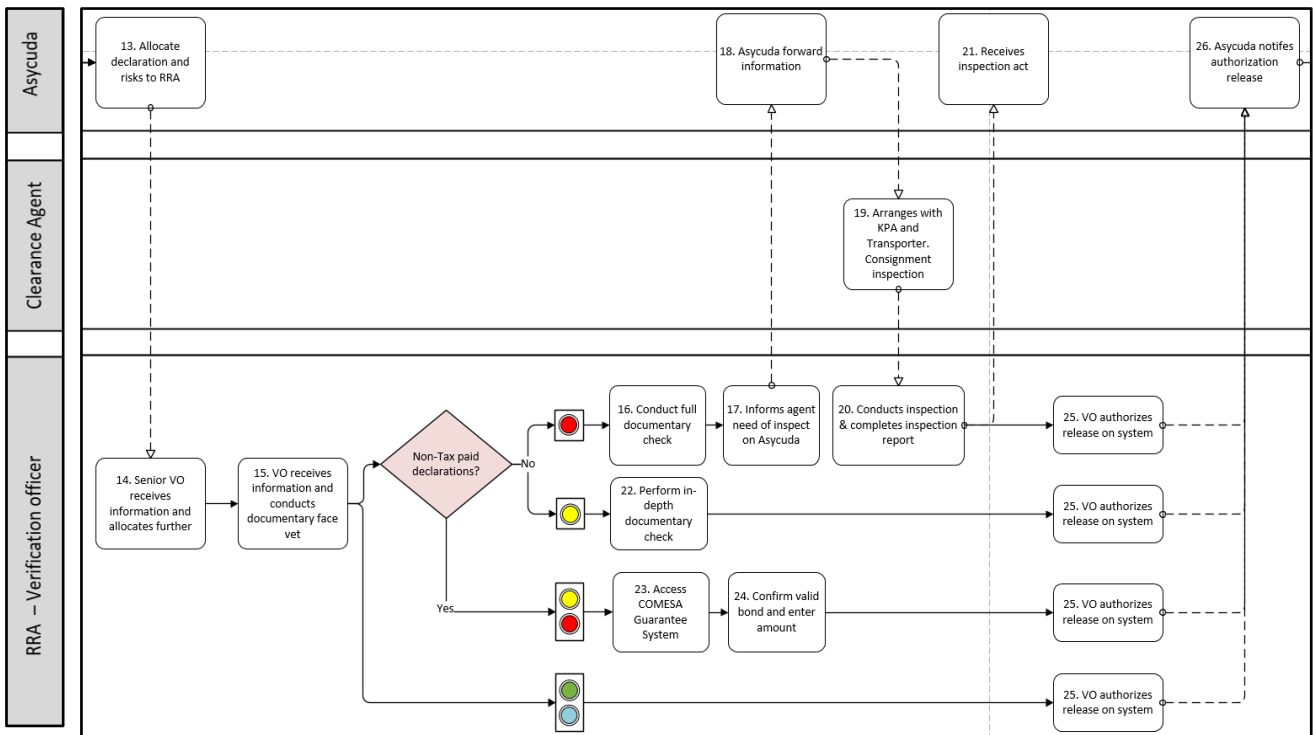 Asycuda
13. Allocate
declaration and
risks to RRA
18. Asycuda forward
information
21. Receives
inspection act
26. Asycuda notifes
authorization
release
Clearance Agent
19. Arranges with
KPA and
Transporter.
Consignment
inspection
RRA – Verification officer
14. Senior VO
receives
information and
allocates further
15. VO receives
information and
conducts
documentary face
vet
Non-Tax paid
declarations?
No
Yes
16. Conduct full
documentary
check
17. Informs agent
need of inspect
on Asycuda
20. Conducts inspection
& completes inspection
report
25. VO authorizes
release on system
22. Perform in-
depth
documentary
check
25. VO authorizes
release on system
23. Access
COMESA
Guarantee
System
24. Confirm valid
bond and enter
amount
25. VO authorizes
release on system
25. VO authorizes
release on system